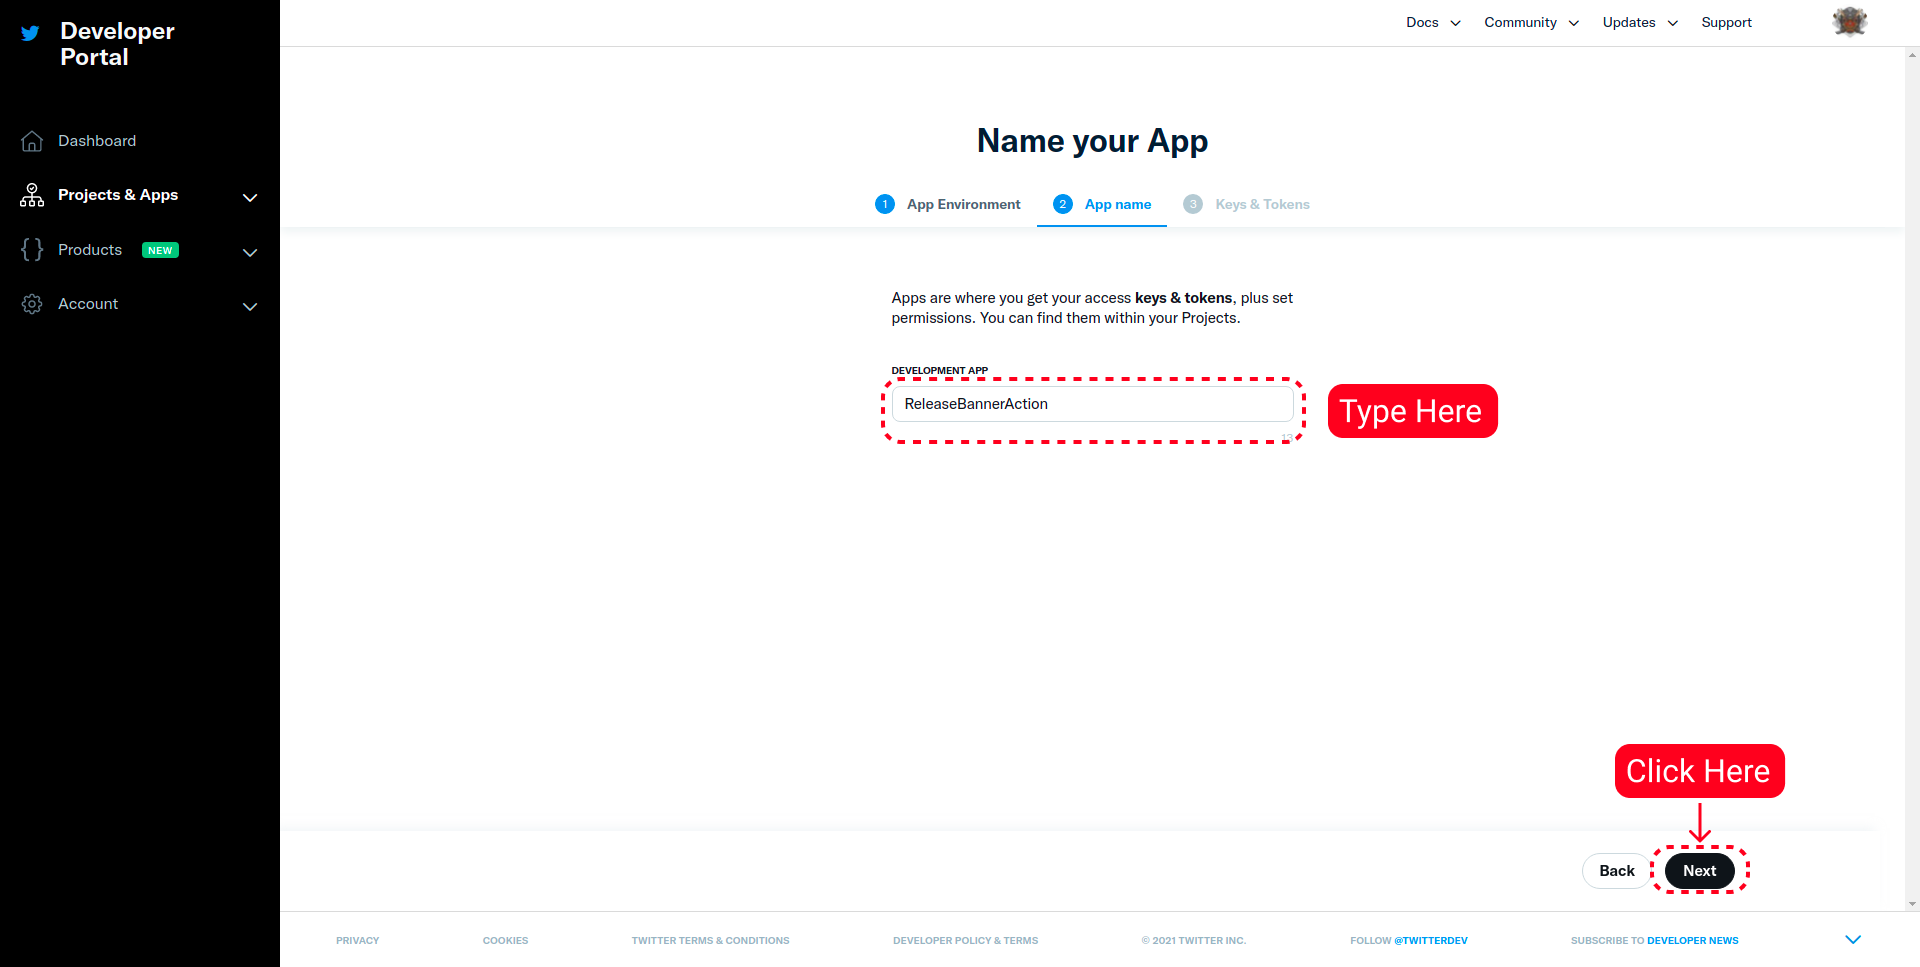 Developer
Portal
Docs
Community
Updates
Support
Dashboard
Projects & Apps
Products NEW
Account
Name your App
1 App Environment
2 App name
3 Keys & Tokens
Apps are where you get your access keys & tokens, plus set
permissions. You can find them within your Projects.
DEVELOPMENT APP
ReleaseBannerAction
Type Here
13
Click Here
Back
Next
PRIVACY
COOKIES
TWITTER TERMS & CONDITIONS
DEVELOPER POLICY & TERMS
© 2021 TWITTER INC.
FOLLOW @TWITTERDEV
SUBSCRIBE TO DEVELOPER NEWS